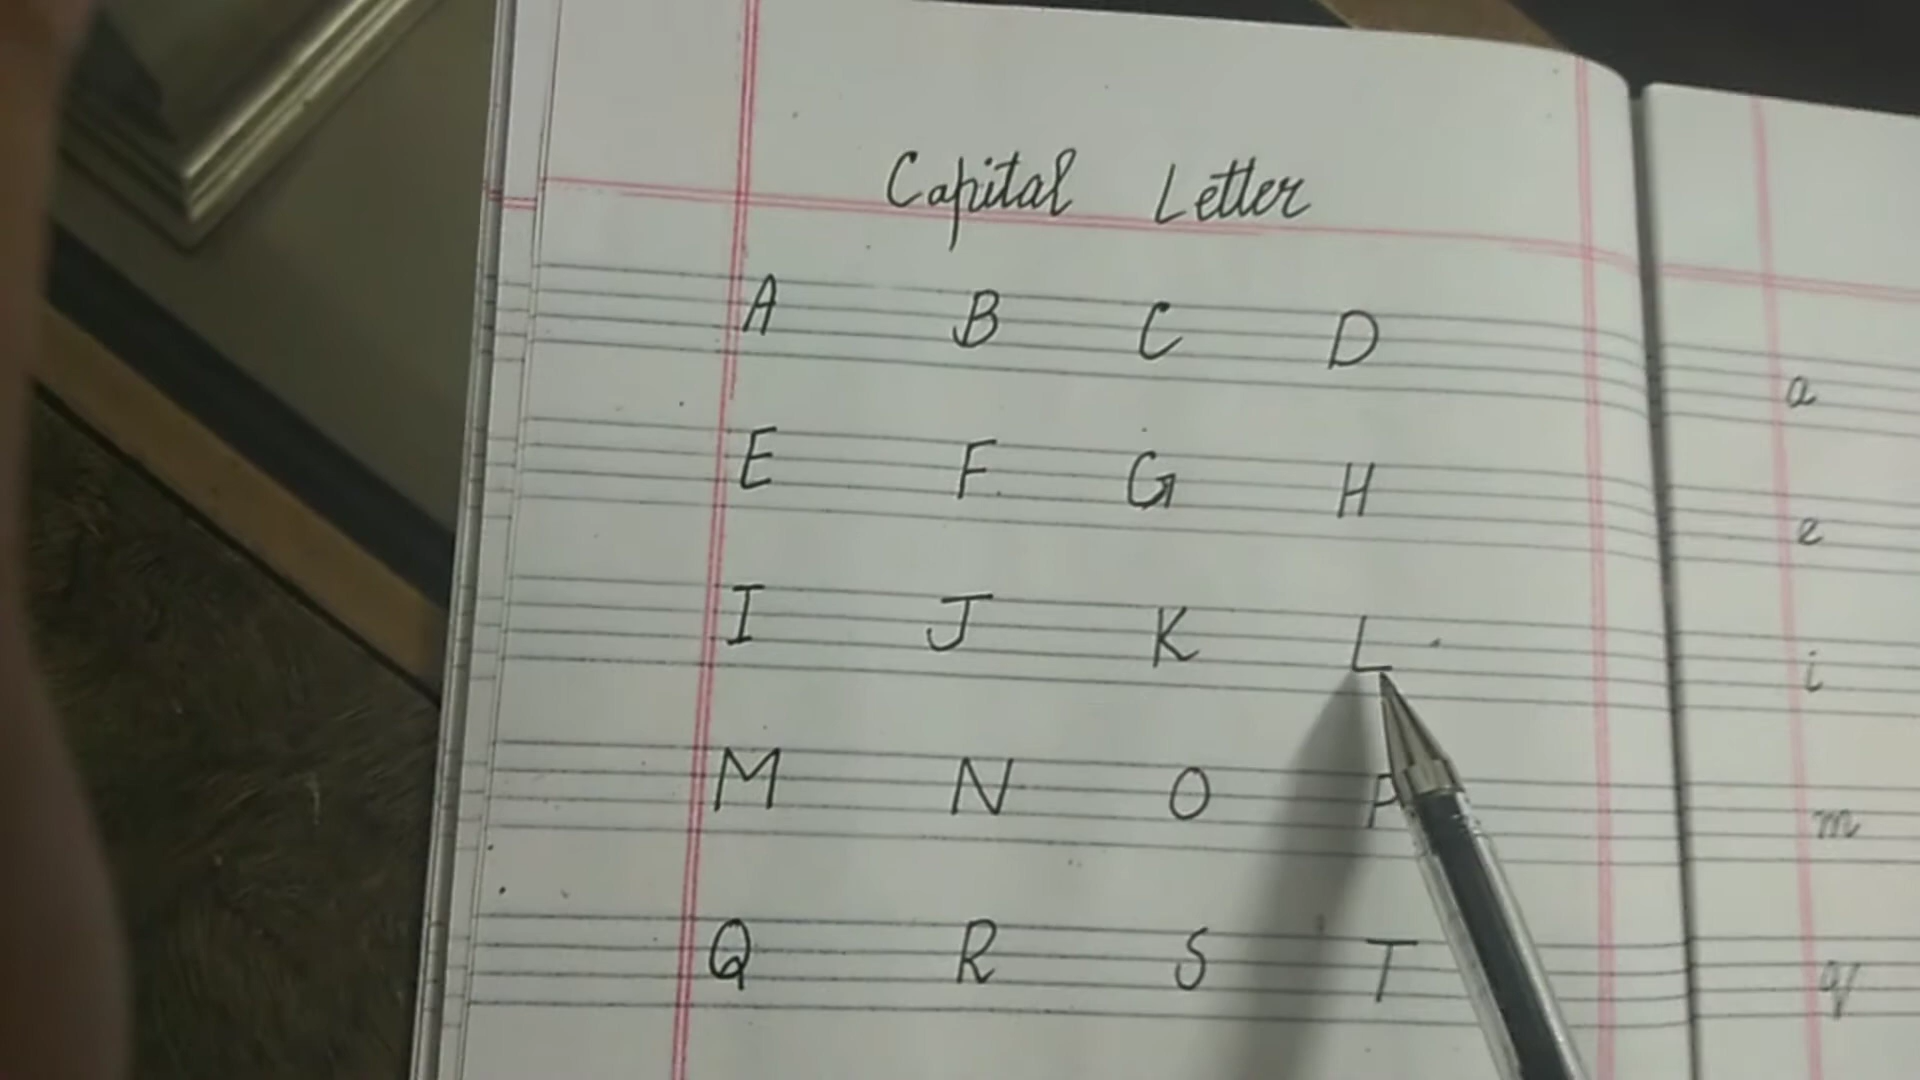 Capital Letter
A B C D
E F G H
I J K L
M N O P
Q R S T
a
e
i
m
q